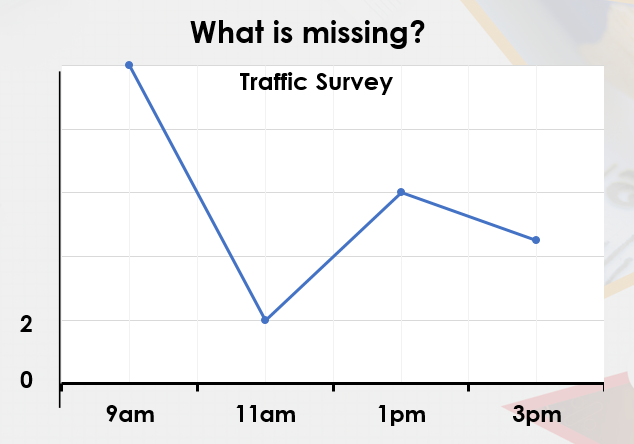 What is missing?
Traffic Survey
2
0
9am 11am 1pm 3pm